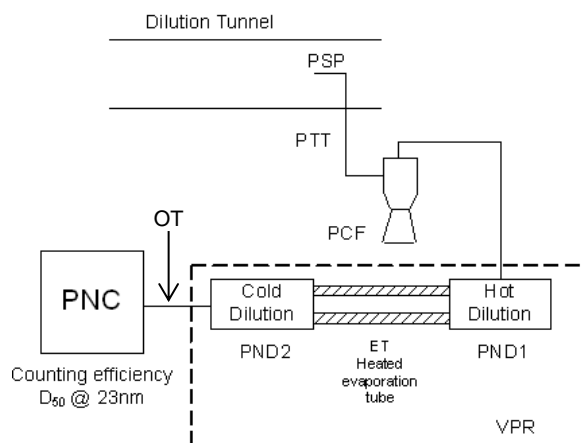 Dilution Tunnel
PSP
PTT
PCF
OT
PNC
Cold
Dilution
Hot
Dilution
PND2
ET
Heated
evaporation
tube
PND1
Counting efficiency
D₅₀ @ 23nm
VPR